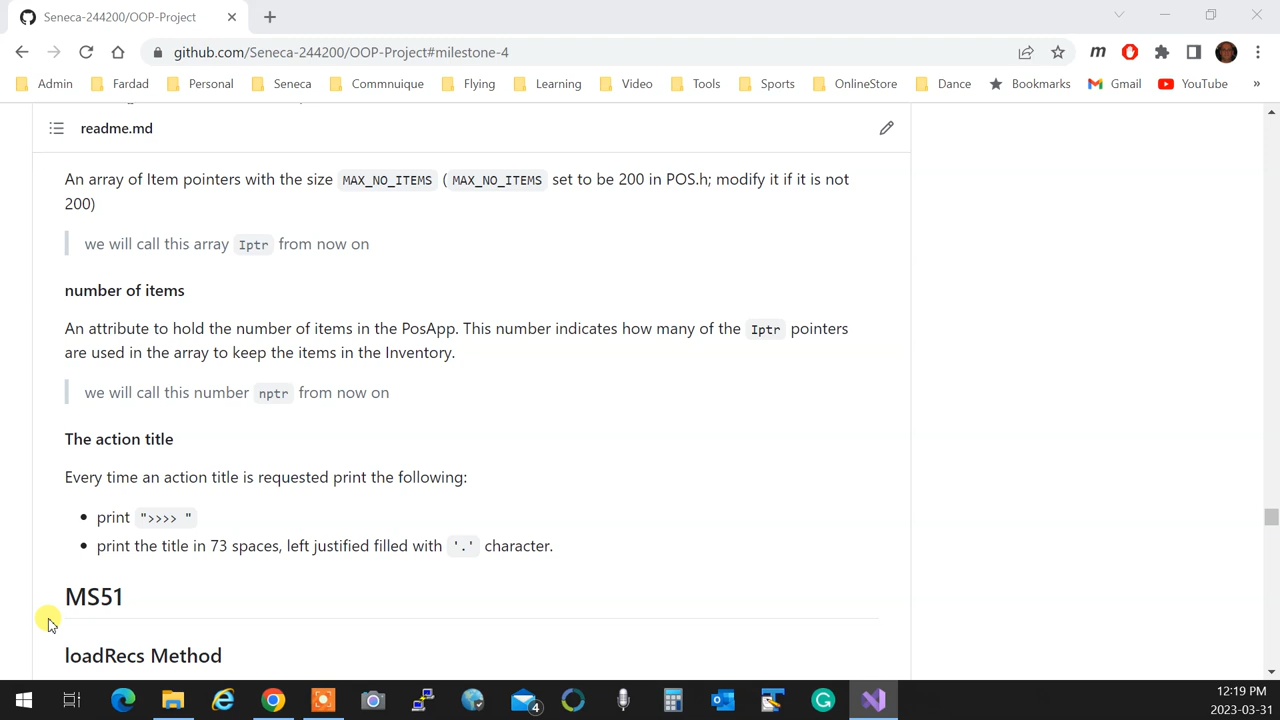 Seneca-244200/OOP-Project
github.com/Seneca-244200/OOP-Project#milestone-4
m
Admin Fardad Personal Seneca Commnuique Flying Learning Video Tools Sports OnlineStore Dance Bookmarks Gmail YouTube »
readme.md
An array of Item pointers with the size MAX_NO_ITEMS ( MAX_NO_ITEMS set to be 200 in POS.h; modify it if it is not
200)
we will call this array Iptr from now on
number of items
An attribute to hold the number of items in the PosApp. This number indicates how many of the Iptr pointers
are used in the array to keep the items in the Inventory.
we will call this number nptr from now on
The action title
Every time an action title is requested print the following:
print ">>>> "
print the title in 73 spaces, left justified filled with '.' character.
MS51
loadRecs Method
4
12:19 PM
2023-03-31